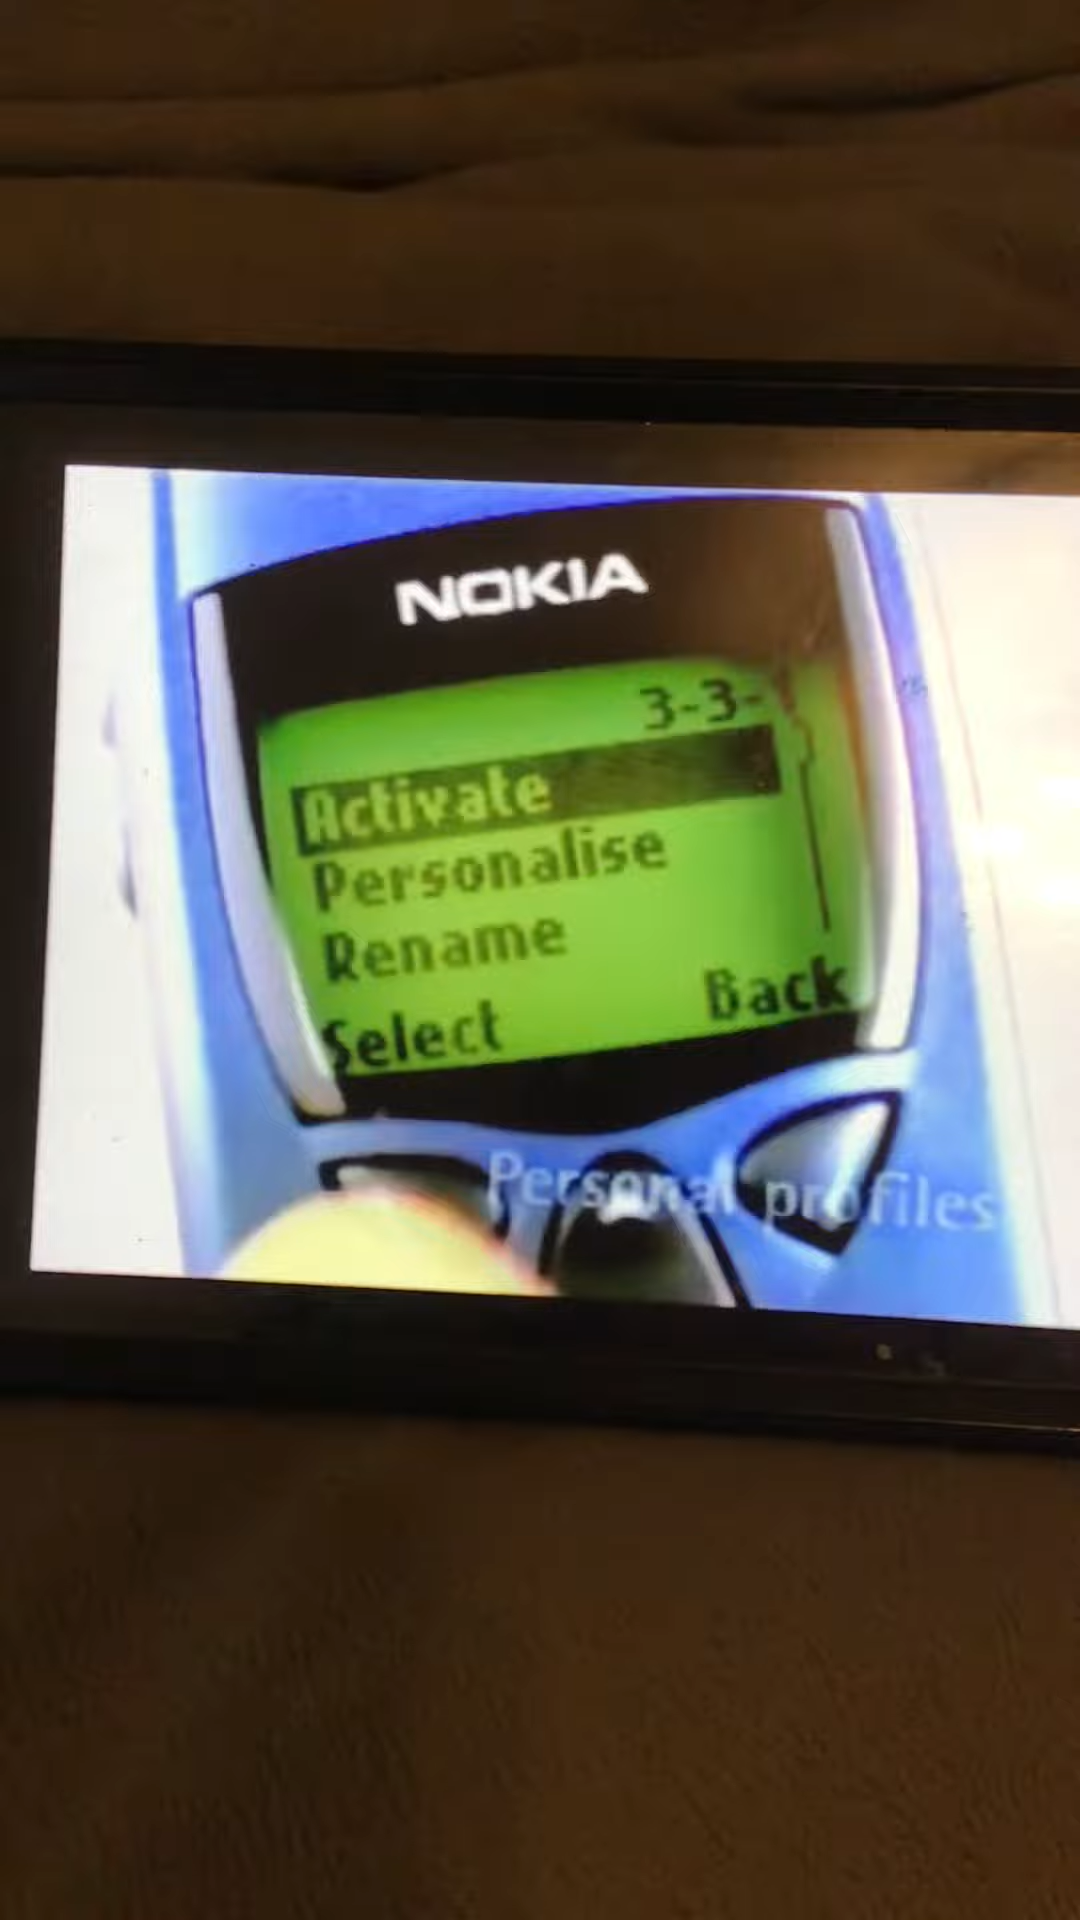 NOKIA
3-3-
Activate
Personalise
Rename
Select
Back
Personal profiles